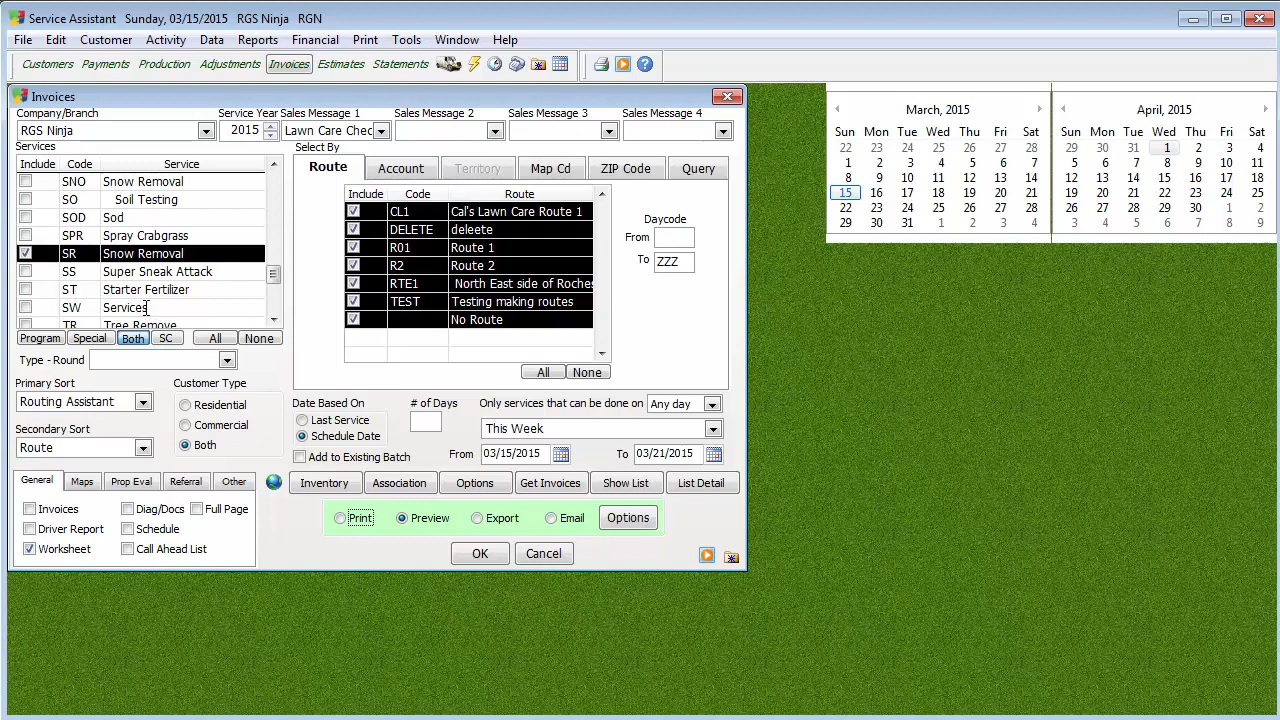 Service Assistant Sunday, 03/15/2015 RGS Ninja RGN
File Edit Customer Activity Data Reports Financial Print Tools Window Help
Customers Payments Production Adjustments Invoices Estimates Statements
Invoices
Company/Branch Service Year Sales Message 1 Sales Message 2 Sales Message 3 Sales Message 4
RGS Ninja 2015 Lawn Care Chec
Services Select By
Include Code Service
SNO Snow Removal
SO Soil Testing
SOD Sod
SPR Spray Crabgrass
SR Snow Removal
SS Super Sneak Attack
ST Starter Fertilizer
SW Services
TR Tree Remove
Program Special Both SC All None
Type - Round
Route Account Territory Map Cd ZIP Code Query
Include Code Route
CL1 Cal's Lawn Care Route 1
DELETE deleete
R01 Route 1
R2 Route 2
RTE1 North East side of Roches
TEST Testing making routes
No Route
All None
Daycode
From
To ZZZ
Primary Sort
Routing Assistant
Secondary Sort
Route
Customer Type
Residential
Commercial
Both
Date Based On
Last Service
Schedule Date
Add to Existing Batch
# of Days
Only services that can be done on Any day
This Week
From 03/15/2015 To 03/21/2015
General Maps Prop Eval Referral Other
Invoices Diag/Docs Full Page
Driver Report Schedule
Worksheet Call Ahead List
Inventory Association Options Get Invoices Show List List Detail
Print Preview Export Email Options
OK Cancel
March, 2015
Sun Mon Tue Wed Thu Fri Sat
22 23 24 25 26 27 28
1 2 3 4 5 6 7
8 9 10 11 12 13 14
15 16 17 18 19 20 21
22 23 24 25 26 27 28
29 30 31 1 2 3 4
April, 2015
Sun Mon Tue Wed Thu Fri Sat
29 30 31 1 2 3 4
5 6 7 8 9 10 11
12 13 14 15 16 17 18
19 20 21 22 23 24 25
26 27 28 29 30 1 2
3 4 5 6 7 8 9